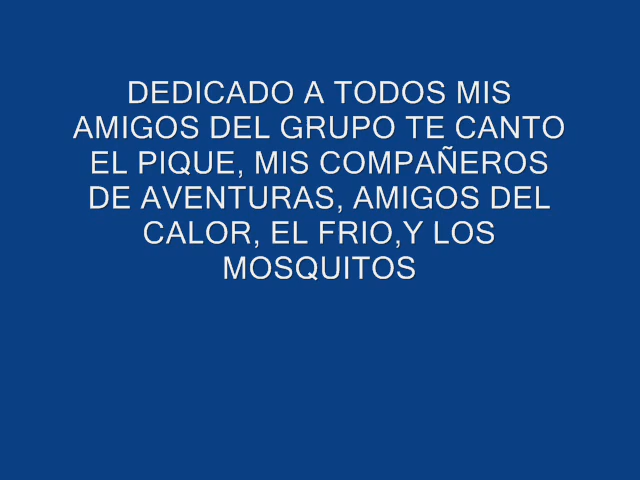 DEDICADO A TODOS MIS
AMIGOS DEL GRUPO TE CANTO
EL PIQUE, MIS COMPAÑEROS
DE AVENTURAS, AMIGOS DEL
CALOR, EL FRIO,Y LOS
MOSQUITOS